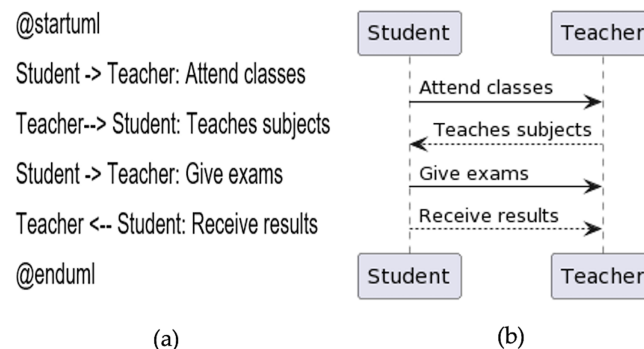 @startuml
Student -> Teacher: Attend classes
Teacher--> Student: Teaches subjects
Student -> Teacher: Give exams
Teacher <-- Student: Receive results
@enduml
(a)
Student Teacher
Attend classes
Teaches subjects
Give exams
Receive results
Student Teacher
(b)